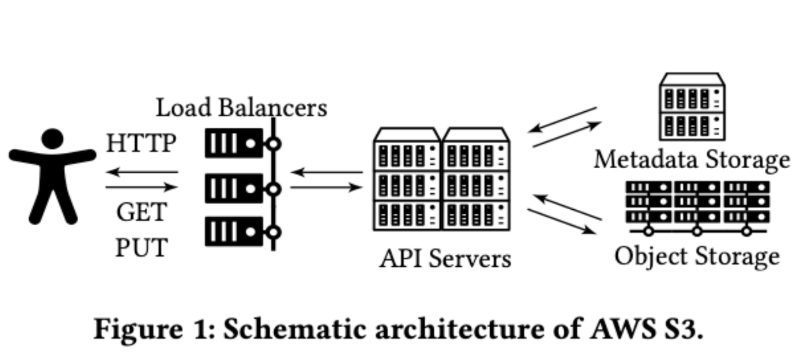 Load Balancers
HTTP
GET
PUT
API Servers
Metadata Storage
Object Storage
Figure 1: Schematic architecture of AWS S3.